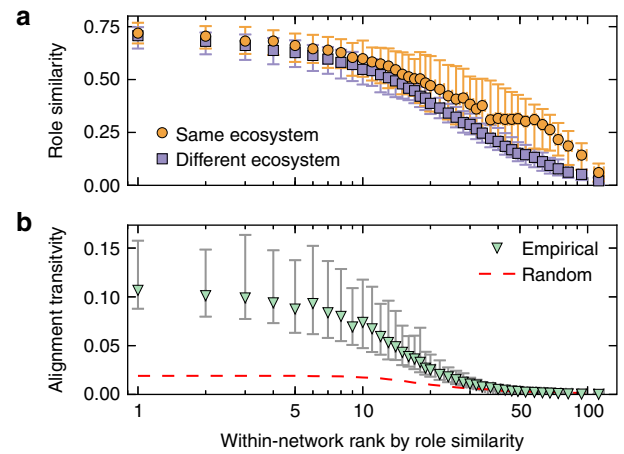 a
0.75
0.50
0.25
0.00
Role similarity
Same ecosystem
Different ecosystem
b
0.15
0.10
0.05
0.00
Alignment transitvity
Empirical
Random
1 5 10 50 100
Within-network rank by role similarity